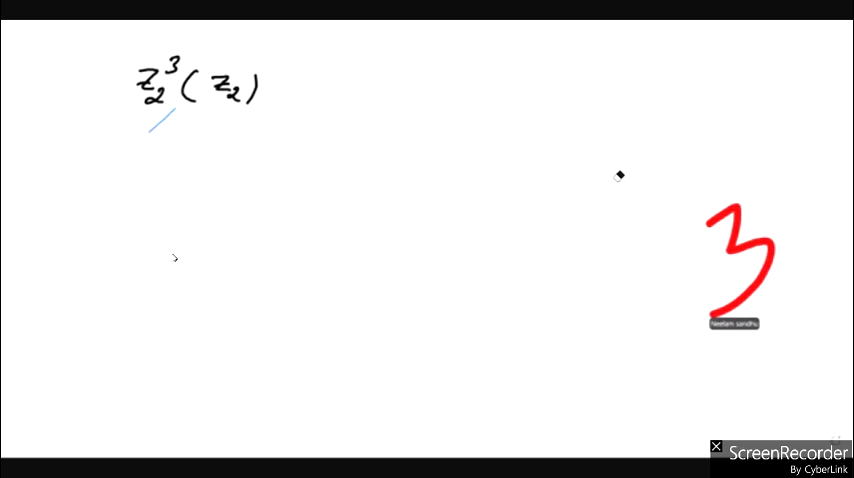 Z₂³(Z₂)
3
Neelam sandhu
ScreenRecorder
By CyberLink